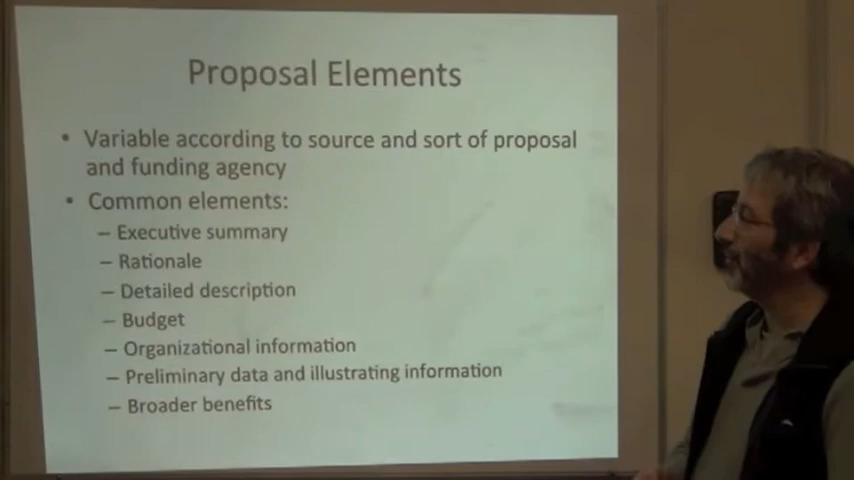 Proposal Elements
• Variable according to source and sort of proposal
and funding agency
• Common elements:
– Executive summary
– Rationale
– Detailed description
– Budget
– Organizational information
– Preliminary data and illustrating information
– Broader benefits